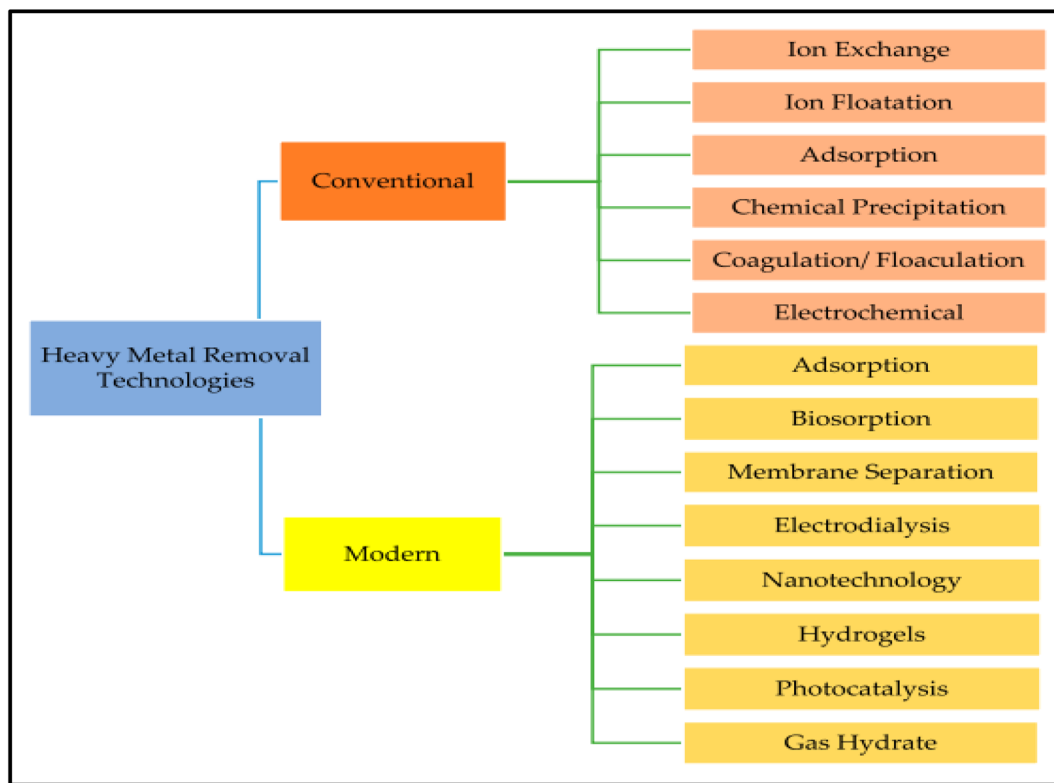 Ion Exchange
Ion Floatation
Adsorption
Conventional
Chemical Precipitation
Coagulation/ Floaculation
Electrochemical
Heavy Metal Removal
Technologies
Adsorption
Biosorption
Membrane Separation
Electrodialysis
Modern
Nanotechnology
Hydrogels
Photocatalysis
Gas Hydrate